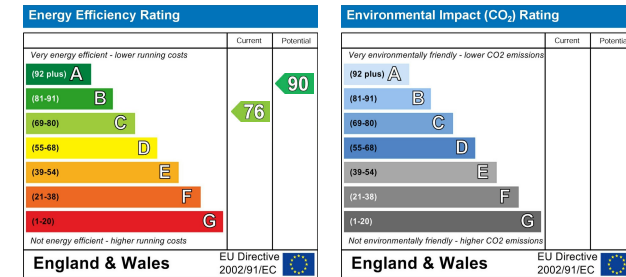 Energy Efficiency Rating
Current Potential
Very energy efficient - lower running costs
(92 plus) A
(81-91) B
(69-80) C
(55-68) D
(39-54) E
(21-38) F
(1-20) G
76
90
Not energy efficient - higher running costs
England & Wales
EU Directive
2002/91/EC
Environmental Impact (CO₂) Rating
Current Potential
Very environmentally friendly - lower CO2 emissions
(92 plus) A
(81-91) B
(69-80) C
(55-68) D
(39-54) E
(21-38) F
(1-20) G
Not environmentally friendly - higher CO2 emissions
England & Wales
EU Directive
2002/91/EC